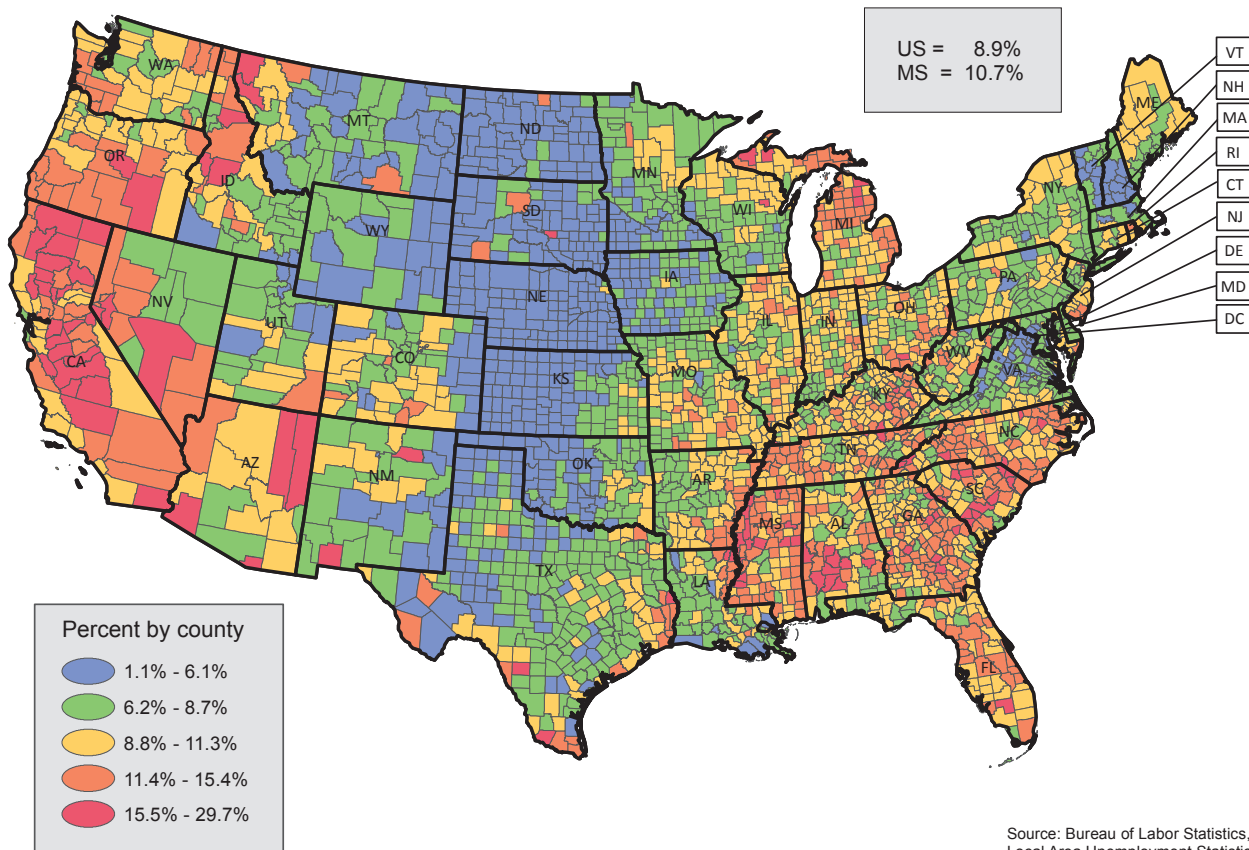 US = 8.9%
MS = 10.7%
VT
NH
MA
RI
CT
NJ
DE
MD
DC
WA
MT
ND
MN
ME
OR
ID
SD
WI
MI
NY
WY
IA
PA
NV
UT
NE
IL
IN
OH
CA
CO
KS
MO
WV
VA
KY
AZ
NM
OK
AR
TN
NC
SC
MS
AL
GA
TX
LA
FL
Percent by county
1.1% - 6.1%
6.2% - 8.7%
8.8% - 11.3%
11.4% - 15.4%
15.5% - 29.7%
Source: Bureau of Labor Statistics,
Local Area Unemployment Statistic